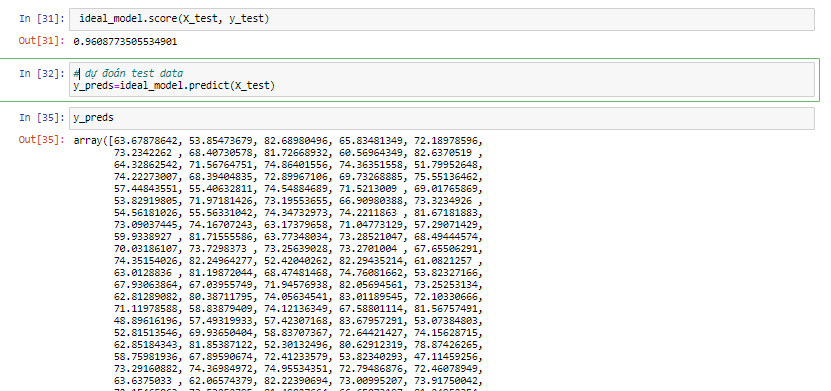 In [31]: ideal_model.score(X_test, y_test)
Out[31]: 0.9608773505534901
In [32]: # dự đoán test data
y_preds=ideal_model.predict(X_test)
In [35]: y_preds
Out[35]: array([63.67878642, 53.85473679, 82.68980496, 65.83481349, 72.18978596,
73.2342262 , 68.40730578, 81.72668932, 60.56964349, 82.6370519 ,
64.32862542, 71.56764751, 74.86401556, 74.36351558, 51.79952648,
74.22273007, 68.39404835, 72.89967106, 69.73268885, 75.55136462,
57.44843551, 55.40632811, 74.54884689, 71.5213009 , 69.01765869,
53.82919805, 71.97181426, 73.19553655, 66.90980388, 73.3234926 ,
54.56181026, 55.56331042, 74.34732973, 74.2211863 , 81.67181883,
73.09037445, 74.16707243, 63.17379658, 71.04773129, 57.29071429,
59.9338927 , 81.71555586, 63.77348034, 73.28521047, 68.49444574,
70.03186107, 73.7298373 , 73.25639028, 73.2701004 , 67.65506291,
74.35154026, 82.24964277, 52.42040262, 82.29435214, 61.0821257 ,
63.0128836 , 81.19872044, 68.47481468, 74.76081662, 53.82327166,
67.93063864, 67.03955749, 71.94576938, 82.05694561, 73.25253134,
62.81289082, 80.38711795, 74.05634541, 83.01189545, 72.10330666,
71.11978588, 58.83879409, 74.12136349, 67.58801114, 81.56757491,
48.89616196, 57.49319933, 57.42307168, 83.67957291, 53.07384803,
52.81513546, 69.93650404, 58.83707367, 72.64421427, 74.15628715,
62.85184343, 81.85387122, 52.30132496, 80.62912319, 78.87426265,
58.75981936, 67.89590674, 72.41233579, 53.82340293, 47.11459256,
73.29160882, 74.36984972, 74.95534351, 72.79486876, 72.46078949,
63.6375033 , 62.06574379, 82.22390694, 73.00995207, 73.91750042,